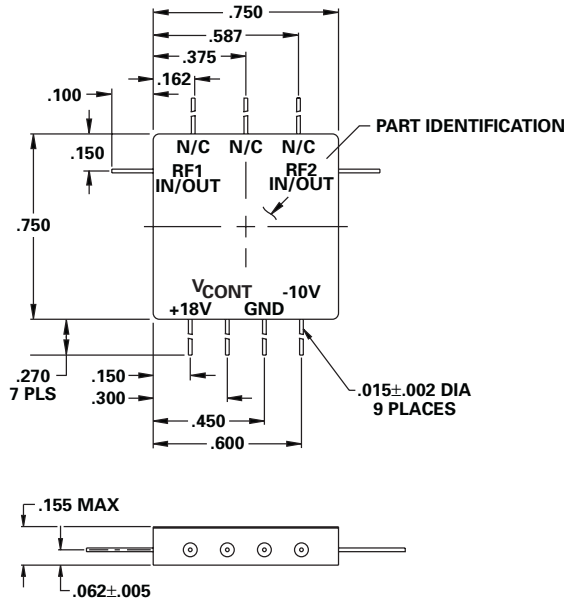 .750
.587
.375
.162
.100
PART IDENTIFICATION
.150
N/C N/C N/C
RF1
IN/OUT
RF2
IN/OUT
.750
VCONT
-10V
+18V
GND
.270
7 PLS
.150
.300
.450
.600
.015±.002 DIA
9 PLACES
.155 MAX
.062±.005